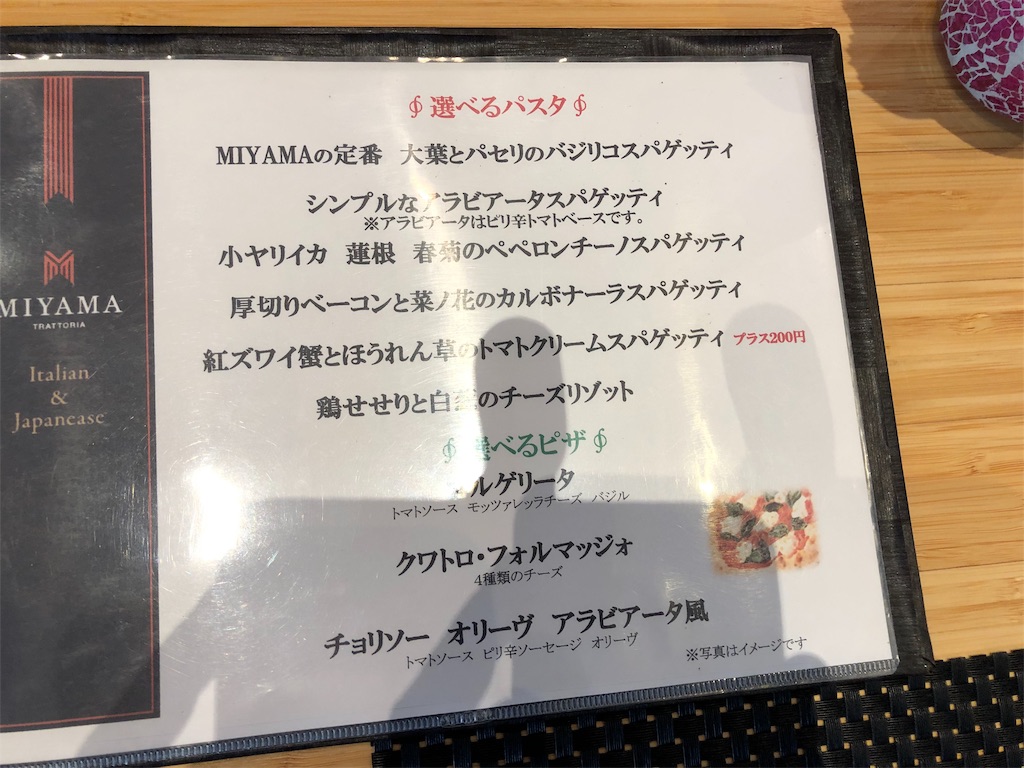 MIYAMA
TRATTORIA
Italian
&
Japanease
∮選べるパスタ∮
MIYAMAの定番 大葉とパセリのバジリコスパゲッティ
シンプルなアラビアータスパゲッティ
※アラビアータはピリ辛トマトベースです。
小ヤリイカ 蓮根 春菊のペペロンチーノスパゲッティ
厚切りベーコンと菜ノ花のカルボナーラスパゲッティ
紅ズワイ蟹とほうれん草のトマトクリームスパゲッティ プラス200円
鶏せせりと白のチーズリゾット
∮選べるピザ∮
ルゲリータ
トマトソース モッツァレッラチーズ バジル
クワトロ・フォルマッジォ
4種類のチーズ
チョリソー オリーヴ アラビアータ風
トマトソース ピリ辛ソーセージ オリーヴ
※写真はイメージです